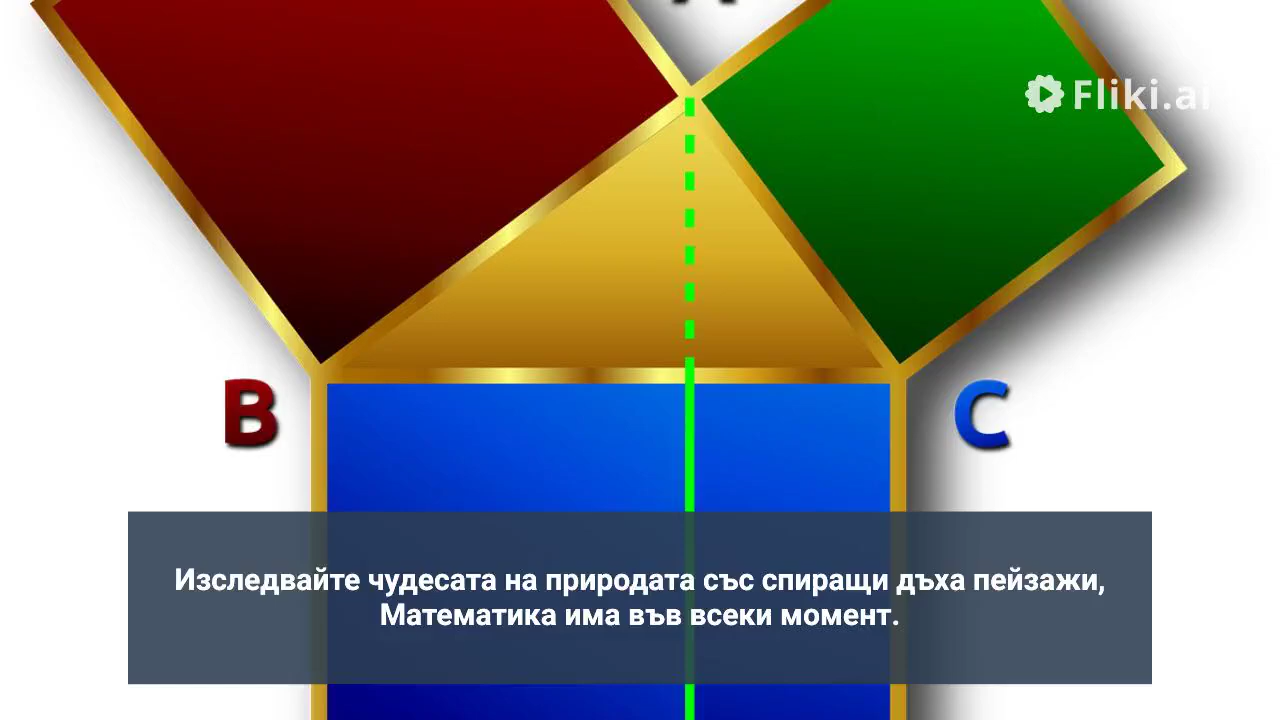 Fliki.ai
B
C
Изследвайте чудесата на природата със спиращи дъха пейзажи,
Математика има във всеки момент.